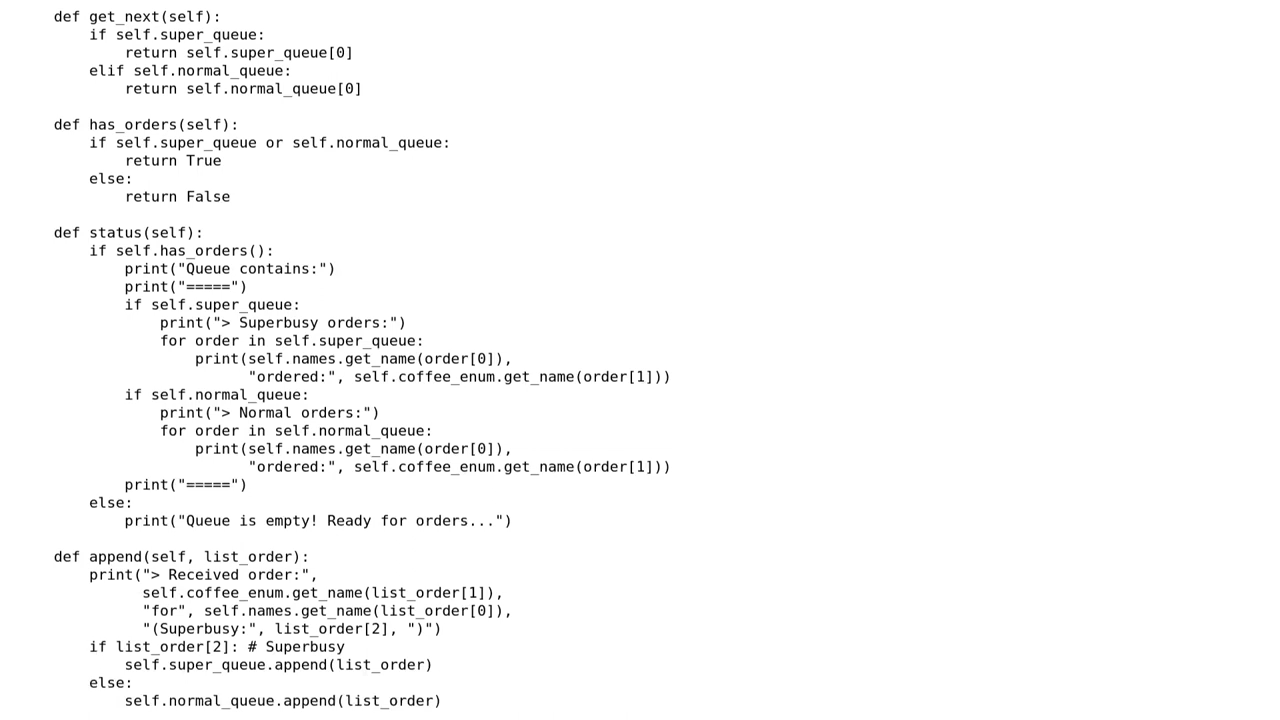 def get_next(self):
    if self.super_queue:
        return self.super_queue[0]
    elif self.normal_queue:
        return self.normal_queue[0]

def has_orders(self):
    if self.super_queue or self.normal_queue:
        return True
    else:
        return False

def status(self):
    if self.has_orders():
        print("Queue contains:")
        print("=====")
        if self.super_queue:
            print("> Superbusy orders:")
            for order in self.super_queue:
                print(self.names.get_name(order[0]),
                      "ordered:", self.coffee_enum.get_name(order[1]))
        if self.normal_queue:
            print("> Normal orders:")
            for order in self.normal_queue:
                print(self.names.get_name(order[0]),
                      "ordered:", self.coffee_enum.get_name(order[1]))
        print("=====")
    else:
        print("Queue is empty! Ready for orders...")

def append(self, list_order):
    print("> Received order:",
          self.coffee_enum.get_name(list_order[1]),
          "for", self.names.get_name(list_order[0]),
          "(Superbusy:", list_order[2], ")")
    if list_order[2]: # Superbusy
        self.super_queue.append(list_order)
    else:
        self.normal_queue.append(list_order)